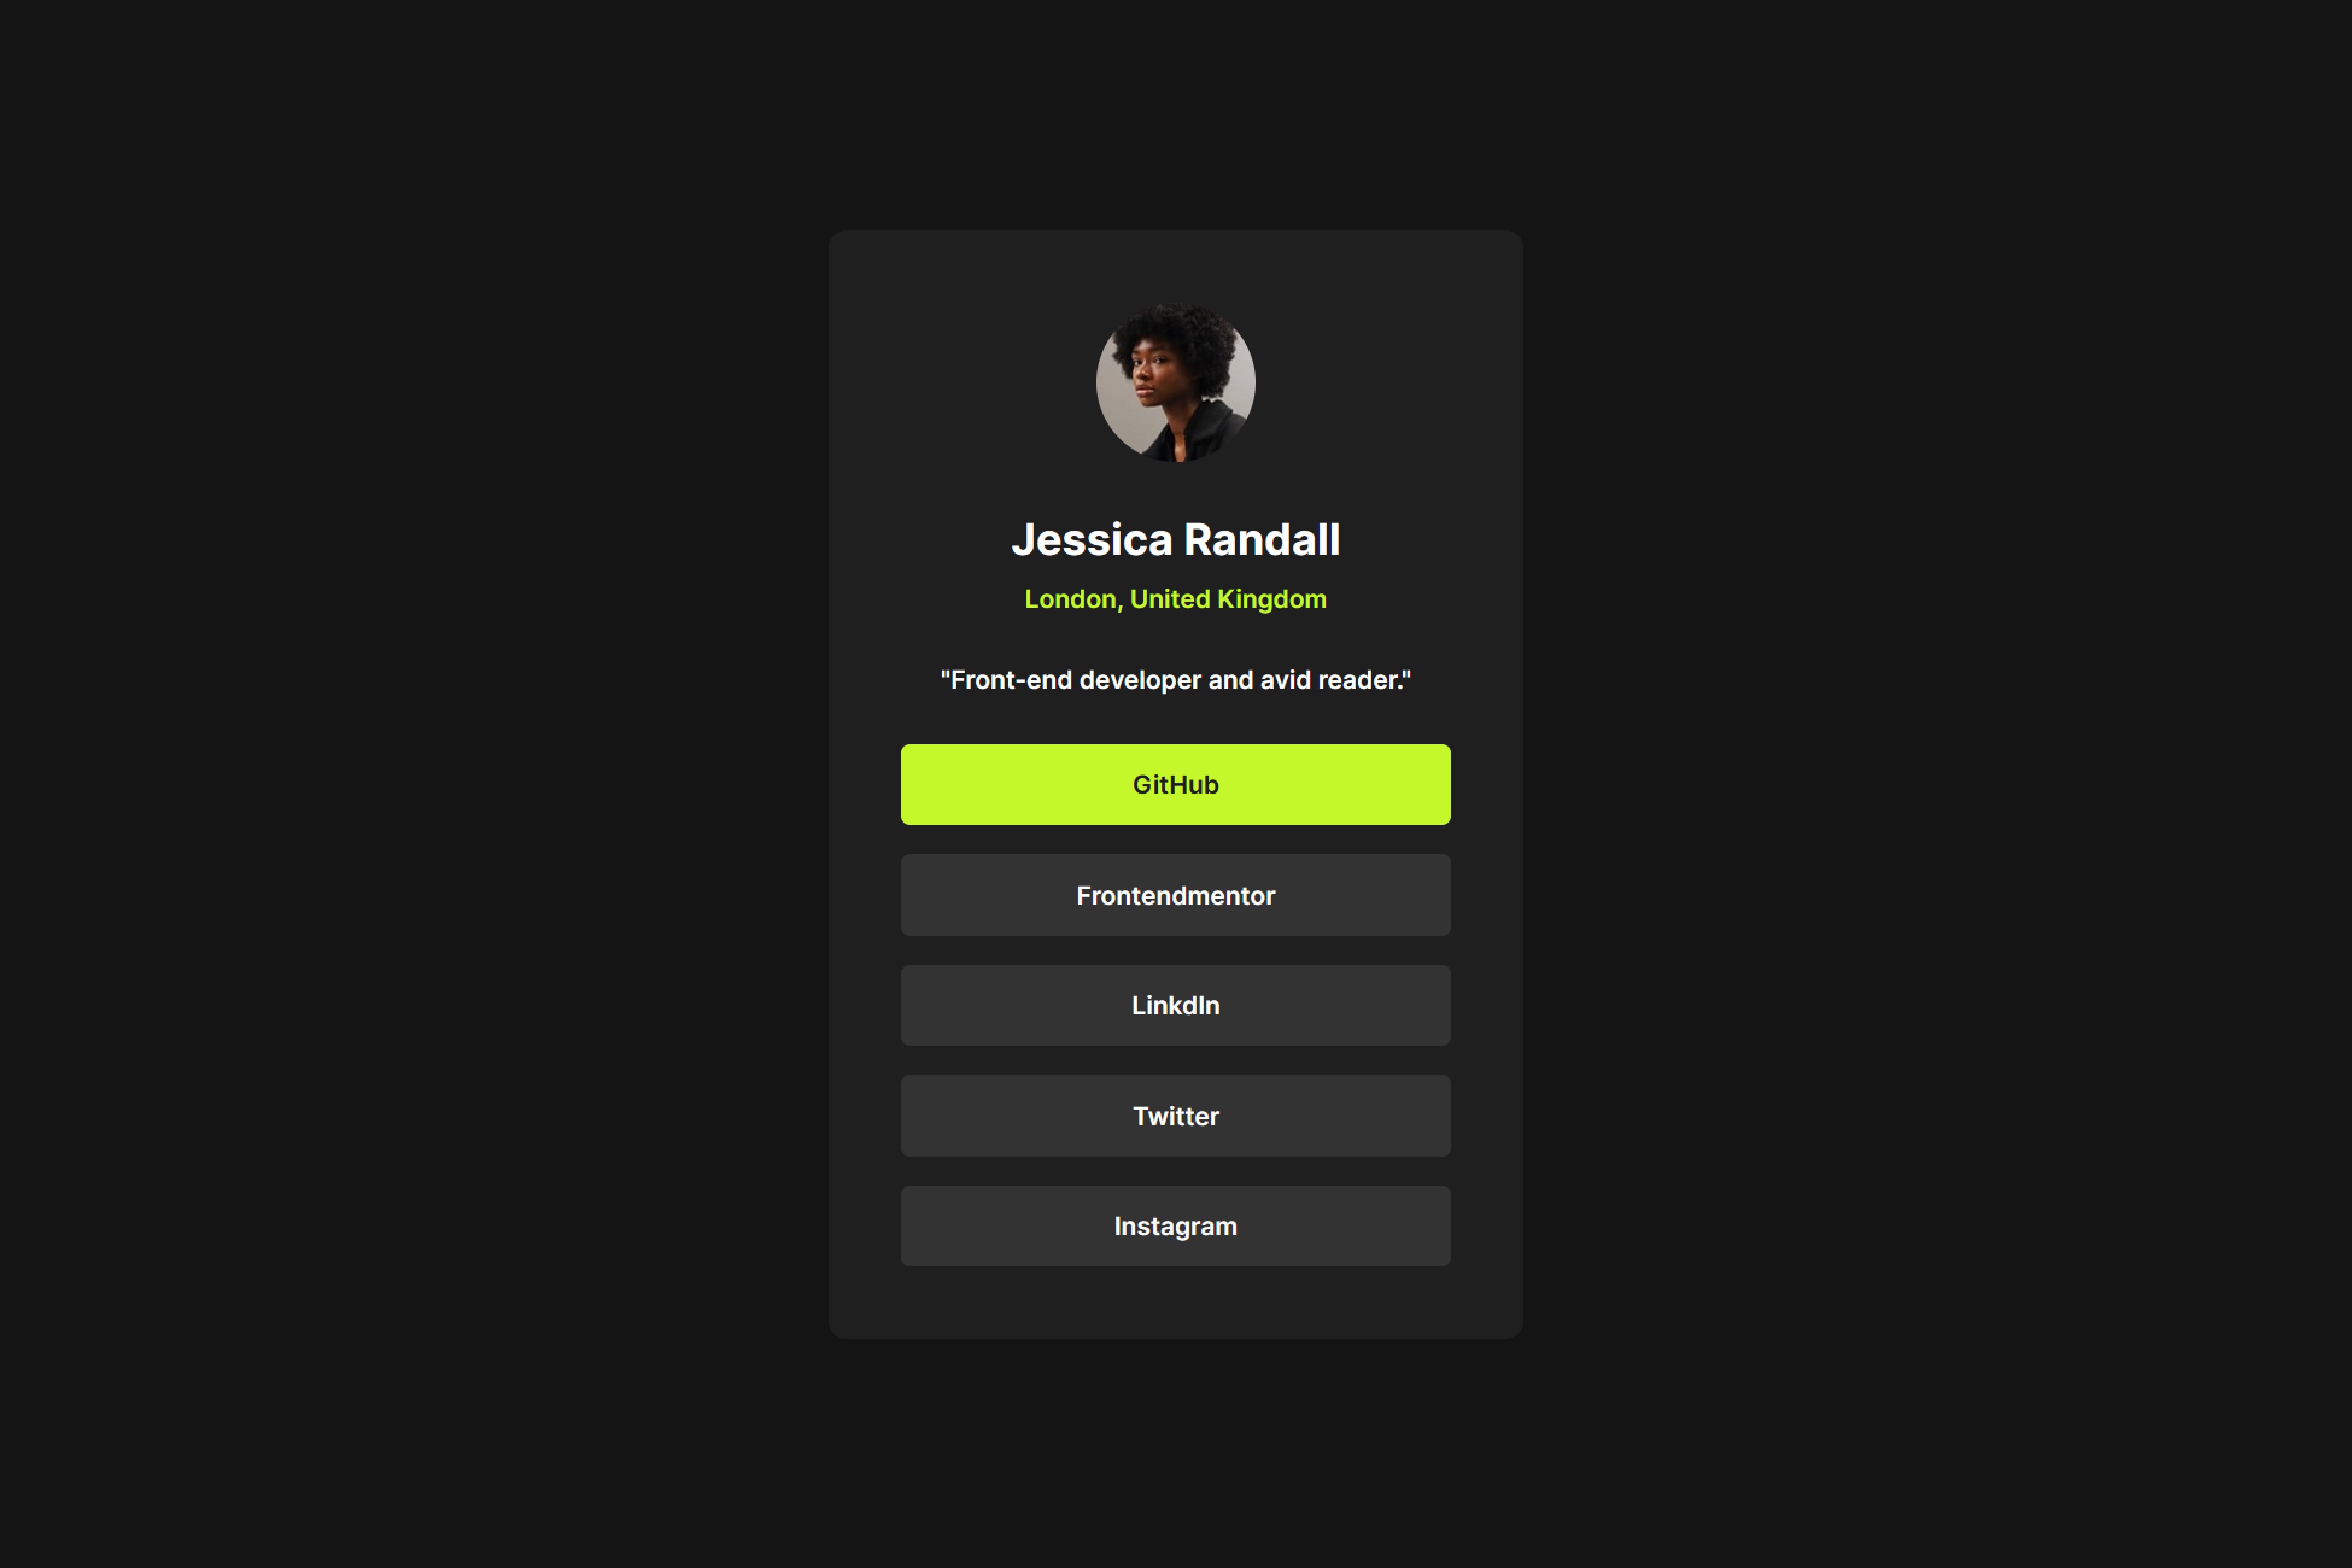 Jessica Randall
London, United Kingdom
"Front-end developer and avid reader."
GitHub
Frontendmentor
LinkdIn
Twitter
Instagram